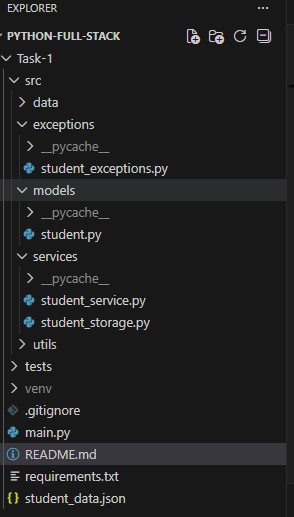 EXPLORER
PYTHON-FULL-STACK
Task-1
src
data
exceptions
__pycache__
student_exceptions.py
models
__pycache__
student.py
services
__pycache__
student_service.py
student_storage.py
utils
tests
venv
.gitignore
main.py
README.md
requirements.txt
student_data.json